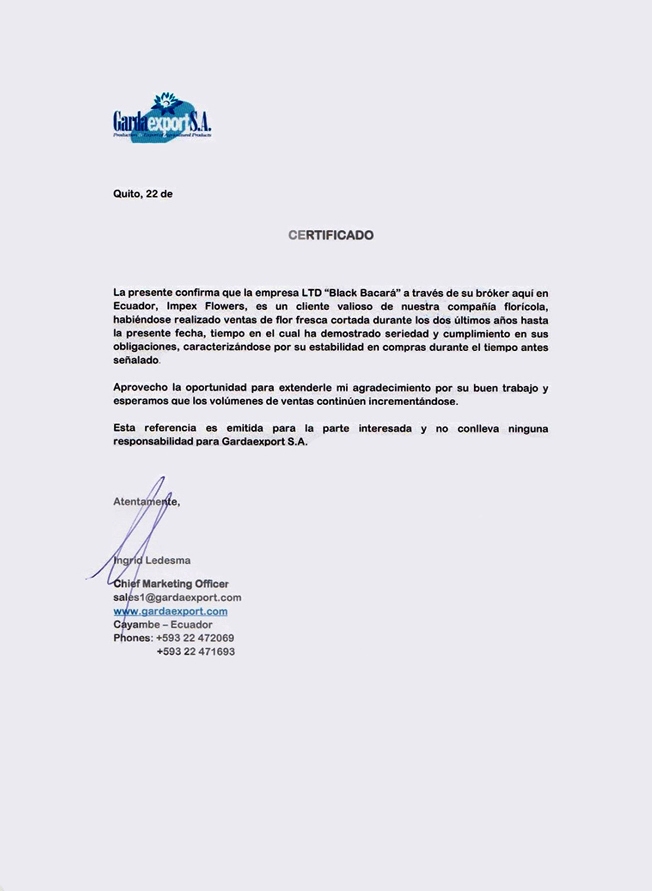 Gardaexport S.A.
Quito, 22 de
CERTIFICADO
La presente confirma que la empresa LTD “Black Bacará” a través de su bróker aquí en
Ecuador, Impex Flowers, es un cliente valioso de nuestra compañía florícola,
habiéndose realizado ventas de flor fresca cortada durante los dos últimos años hasta
la presente fecha, tiempo en el cual ha demostrado seriedad y cumplimiento en sus
obligaciones, caracterizándose por su estabilidad en compras durante el tiempo antes
señalado.
Aprovecho la oportunidad para extenderle mi agradecimiento por su buen trabajo y
esperamos que los volúmenes de ventas continúen incrementándose.
Esta referencia es emitida para la parte interesada y no conlleva ninguna
responsabilidad para Gardaexport S.A.
Atentamente,
Ingrid Ledesma
Chief Marketing Officer
sales1@gardaexport.com
www.gardaexport.com
Cayambe – Ecuador
Phones: +593 22 472069
+593 22 471693